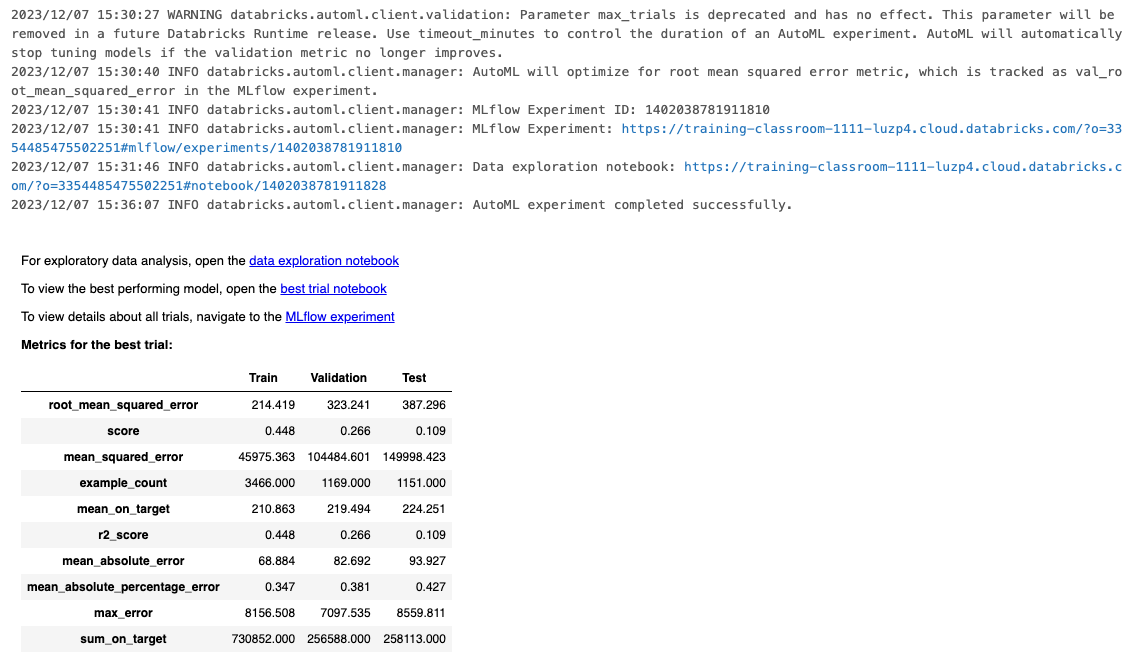 2023/12/07 15:30:27 WARNING databricks.automl.client.validation: Parameter max_trials is deprecated and has no effect. This parameter will be
removed in a future Databricks Runtime release. Use timeout_minutes to control the duration of an AutoML experiment. AutoML will automatically
stop tuning models if the validation metric no longer improves.
2023/12/07 15:30:40 INFO databricks.automl.client.manager: AutoML will optimize for root mean squared error metric, which is tracked as val_ro
ot_mean_squared_error in the MLflow experiment.
2023/12/07 15:30:41 INFO databricks.automl.client.manager: MLflow Experiment ID: 1402038781911810
2023/12/07 15:30:41 INFO databricks.automl.client.manager: MLflow Experiment: https://training-classroom-1111-luzp4.cloud.databricks.com/?o=33
54485475502251#mlflow/experiments/1402038781911810
2023/12/07 15:31:46 INFO databricks.automl.client.manager: Data exploration notebook: https://training-classroom-1111-luzp4.cloud.databricks.c
om/?o=3354485475502251#notebook/1402038781911828
2023/12/07 15:36:07 INFO databricks.automl.client.manager: AutoML experiment completed successfully.
For exploratory data analysis, open the data exploration notebook
To view the best performing model, open the best trial notebook
To view details about all trials, navigate to the MLflow experiment
Metrics for the best trial:
Train Validation Test
root_mean_squared_error 214.419 323.241 387.296
score 0.448 0.266 0.109
mean_squared_error 45975.363 104484.601 149998.423
example_count 3466.000 1169.000 1151.000
mean_on_target 210.863 219.494 224.251
r2_score 0.448 0.266 0.109
mean_absolute_error 68.884 82.692 93.927
mean_absolute_percentage_error 0.347 0.381 0.427
max_error 8156.508 7097.535 8559.811
sum_on_target 730852.000 256588.000 258113.000